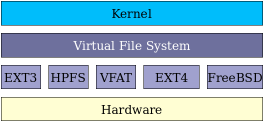 Kernel
Virtual File System
EXT3 HPFS VFAT EXT4 FreeBSD
Hardware